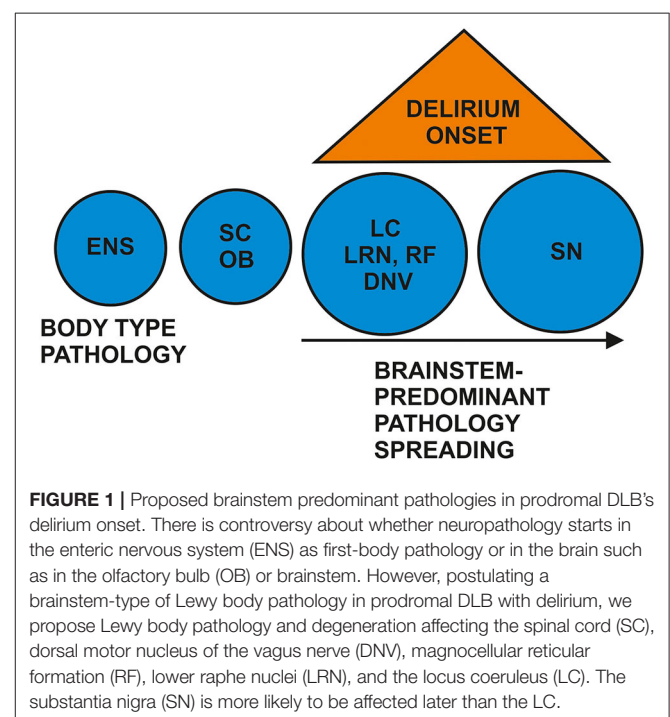 DELIRIUM
ONSET
ENS
SC
OB
LC
LRN, RF
DNV
SN
BODY TYPE
PATHOLOGY
BRAINSTEM-
PREDOMINANT
PATHOLOGY
SPREADING
FIGURE 1 | Proposed brainstem predominant pathologies in prodromal DLB's
delirium onset. There is controversy about whether neuropathology starts in
the enteric nervous system (ENS) as first-body pathology or in the brain such
as in the olfactory bulb (OB) or brainstem. However, postulating a
brainstem-type of Lewy body pathology in prodromal DLB with delirium, we
propose Lewy body pathology and degeneration affecting the spinal cord (SC),
dorsal motor nucleus of the vagus nerve (DNV), magnocellular reticular
formation (RF), lower raphe nuclei (LRN), and the locus coeruleus (LC). The
substantia nigra (SN) is more likely to be affected later than the LC.